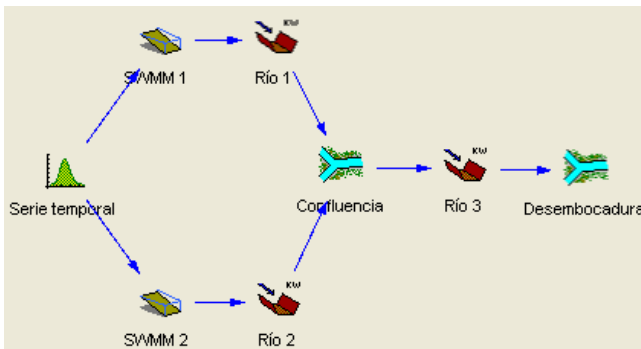 KW
SWMM 1
Río 1
KW
Serie temporal
Confluencia
Río 3
Desembocadura
KW
SWMM 2
Río 2